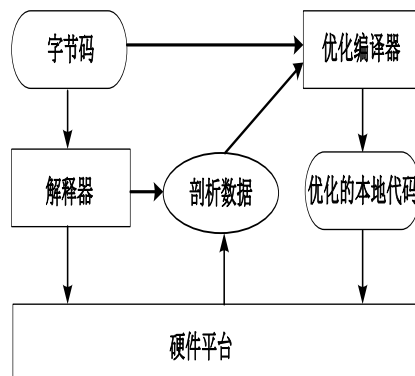 字节码
优化编译器
解释器
剖析数据
优化的本地代码
硬件平台